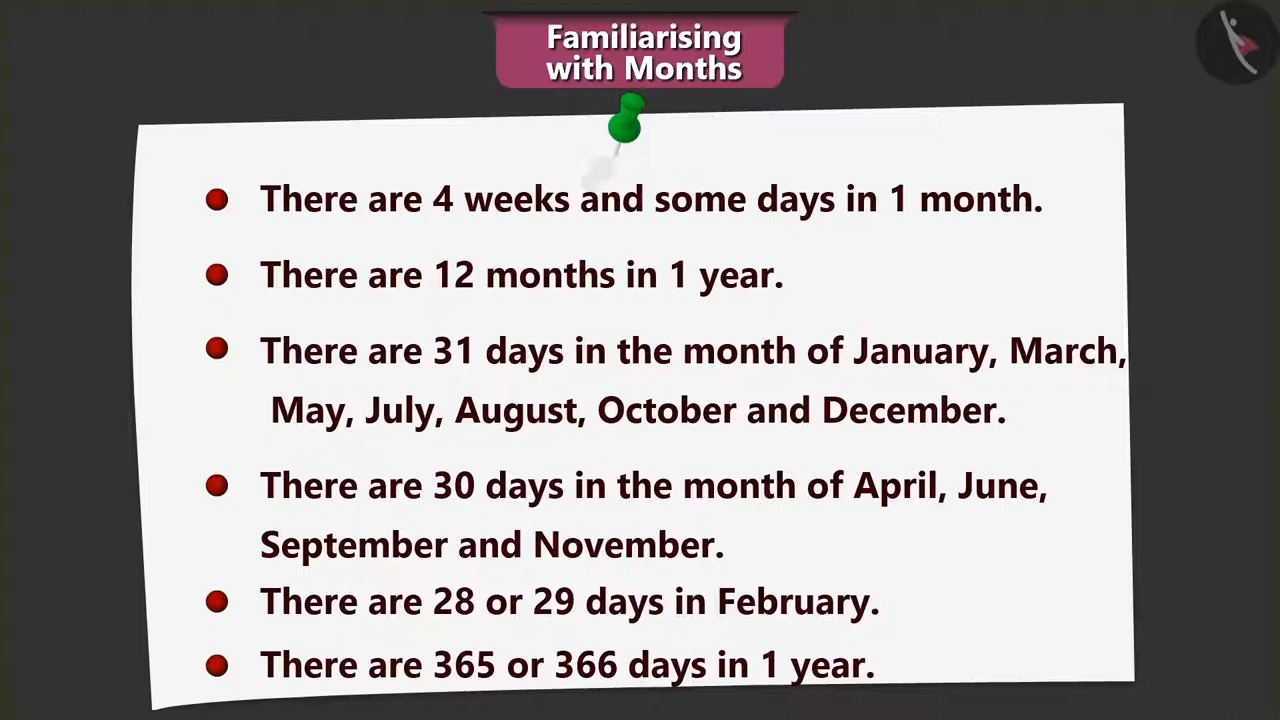 Familiarising
with Months
There are 4 weeks and some days in 1 month.
There are 12 months in 1 year.
There are 31 days in the month of January, March,
May, July, August, October and December.
There are 30 days in the month of April, June,
September and November.
There are 28 or 29 days in February.
There are 365 or 366 days in 1 year.